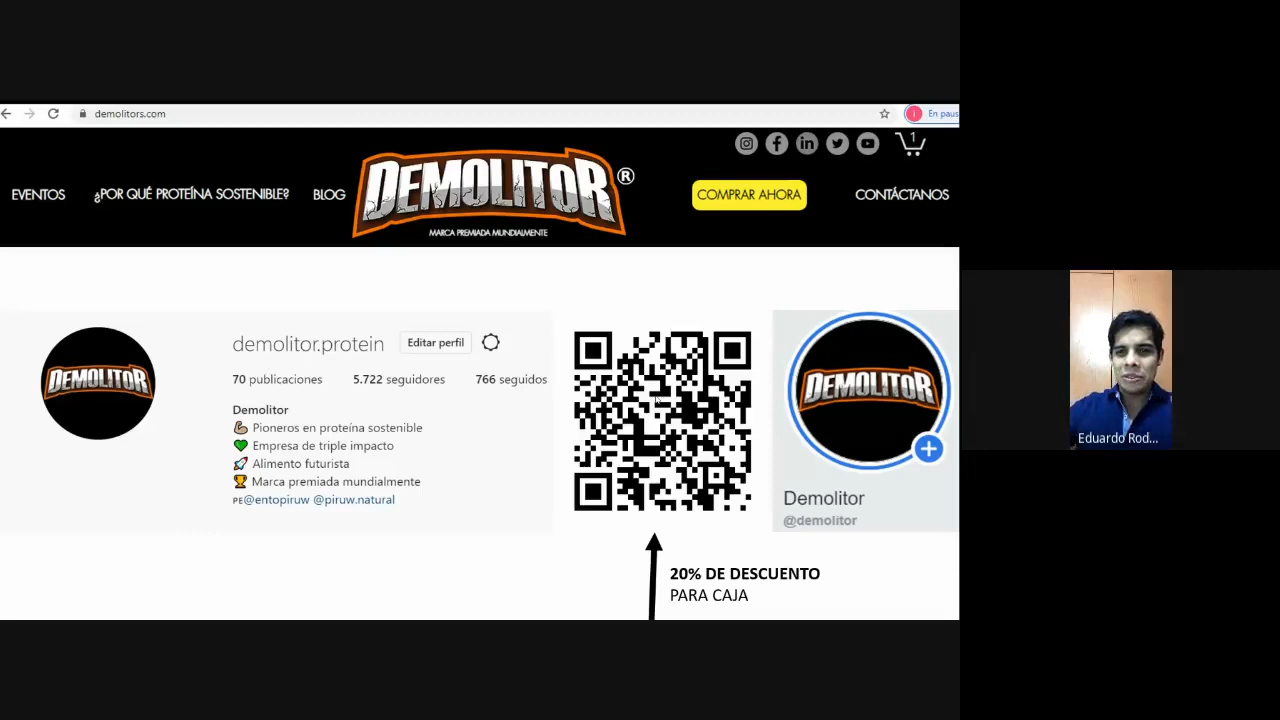 demolitors.com
En paus
1
EVENTOS
¿POR QUÉ PROTEÍNA SOSTENIBLE?
BLOG
DEMOLITOR®
MARCA PREMIADA MUNDIALMENTE
COMPRAR AHORA
CONTÁCTANOS
DEMOLITOR
demolitor.protein
Editar perfil
70 publicaciones 5.722 seguidores 766 seguidos
Demolitor
💪🏽 Pioneros en proteína sostenible
💚 Empresa de triple impacto
🚀 Alimento futurista
🏆 Marca premiada mundialmente
PE@entopiruw @piruw.natural
DEMOLITOR
Demolitor
@demolitor
20% DE DESCUENTO
PARA CAJA
Eduardo Rod...